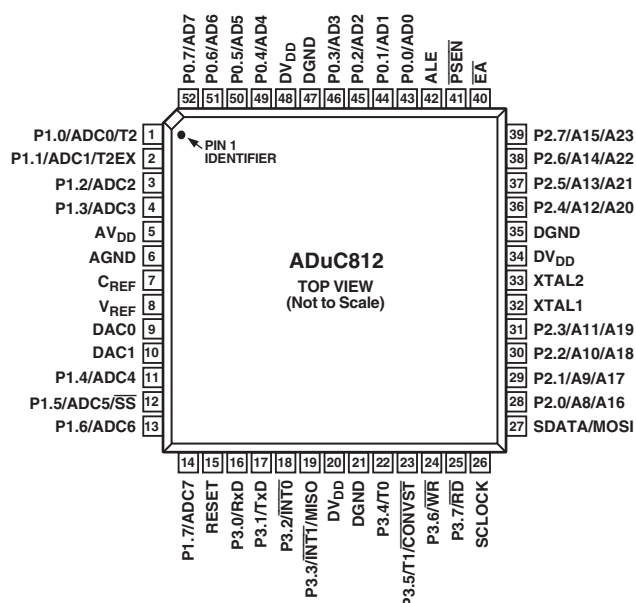 P0.7/AD7
P0.6/AD6
P0.5/AD5
P0.4/AD4
DVDD
DGND
P0.3/AD3
P0.2/AD2
P0.1/AD1
P0.0/AD0
ALE
P̅S̅E̅N̅
E̅A̅
52 51 50 49 48 47 46 45 44 43 42 41 40
P1.0/ADC0/T2 1
P1.1/ADC1/T2EX 2
P1.2/ADC2 3
P1.3/ADC3 4
AVDD 5
AGND 6
CREF 7
VREF 8
DAC0 9
DAC1 10
P1.4/ADC4 11
P1.5/ADC5/S̅S̅ 12
P1.6/ADC6 13
PIN 1
IDENTIFIER
ADuC812
TOP VIEW
(Not to Scale)
39 P2.7/A15/A23
38 P2.6/A14/A22
37 P2.5/A13/A21
36 P2.4/A12/A20
35 DGND
34 DVDD
33 XTAL2
32 XTAL1
31 P2.3/A11/A19
30 P2.2/A10/A18
29 P2.1/A9/A17
28 P2.0/A8/A16
27 SDATA/MOSI
14 15 16 17 18 19 20 21 22 23 24 25 26
P1.7/ADC7
RESET
P3.0/RxD
P3.1/TxD
P3.2/I̅N̅T̅0̅
P3.3/I̅N̅T̅1̅/MISO
DVDD
DGND
P3.4/T0
P3.5/T1/C̅O̅N̅V̅S̅T̅
P3.6/W̅R̅
P3.7/R̅D̅
SCLOCK